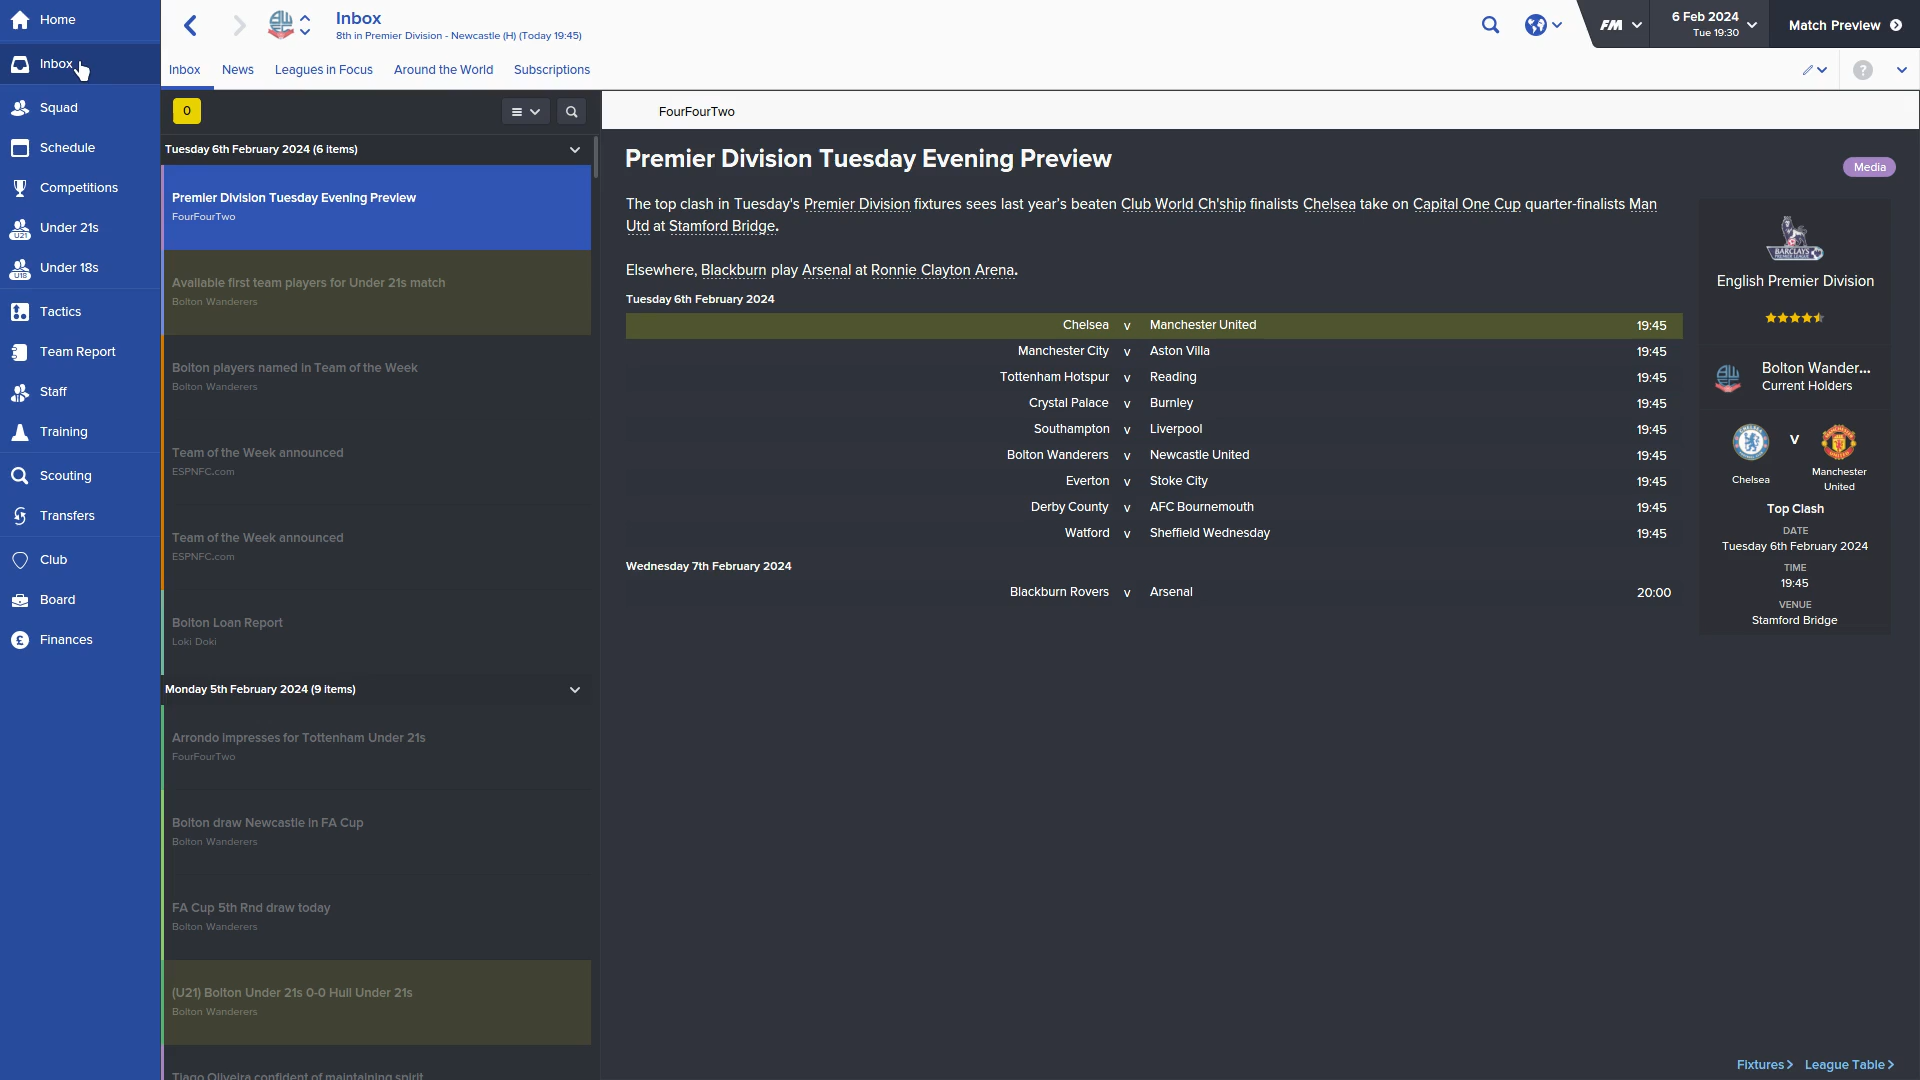 Home
Inbox
Squad
Schedule
Competitions
Under 21s
U21
Under 18s
U18
Tactics
Team Report
Staff
Training
Scouting
Transfers
Club
Board
Finances
Inbox
8th in Premier Division - Newcastle (H) (Today 19:45)
FM
6 Feb 2024
Tue 19:30
Match Preview
Inbox News Leagues in Focus Around the World Subscriptions
?
0
Tuesday 6th February 2024 (6 items)
Premier Division Tuesday Evening Preview
FourFourTwo
Available first team players for Under 21s match
Bolton Wanderers
Bolton players named in Team of the Week
Bolton Wanderers
Team of the Week announced
ESPNFC.com
Team of the Week announced
ESPNFC.com
Bolton Loan Report
Loki Doki
Monday 5th February 2024 (9 items)
Arrondo impresses for Tottenham Under 21s
FourFourTwo
Bolton draw Newcastle in FA Cup
Bolton Wanderers
FA Cup 5th Rnd draw today
Bolton Wanderers
(U21) Bolton Under 21s 0-0 Hull Under 21s
Bolton Wanderers
Tiago Oliveira confident of maintaining spirit
FourFourTwo
Premier Division Tuesday Evening Preview
Media
The top clash in Tuesday's Premier Division fixtures sees last year's beaten Club World Ch'ship finalists Chelsea take on Capital One Cup quarter-finalists Man
Utd at Stamford Bridge.
Elsewhere, Blackburn play Arsenal at Ronnie Clayton Arena.
Tuesday 6th February 2024
Chelsea v Manchester United 19:45
Manchester City v Aston Villa 19:45
Tottenham Hotspur v Reading 19:45
Crystal Palace v Burnley 19:45
Southampton v Liverpool 19:45
Bolton Wanderers v Newcastle United 19:45
Everton v Stoke City 19:45
Derby County v AFC Bournemouth 19:45
Watford v Sheffield Wednesday 19:45
Wednesday 7th February 2024
Blackburn Rovers v Arsenal 20:00
BARCLAYS
PREMIER LEAGUE
English Premier Division
Bolton Wander...
Current Holders
V
Chelsea
Manchester
United
Top Clash
DATE
Tuesday 6th February 2024
TIME
19:45
VENUE
Stamford Bridge
Fixtures League Table